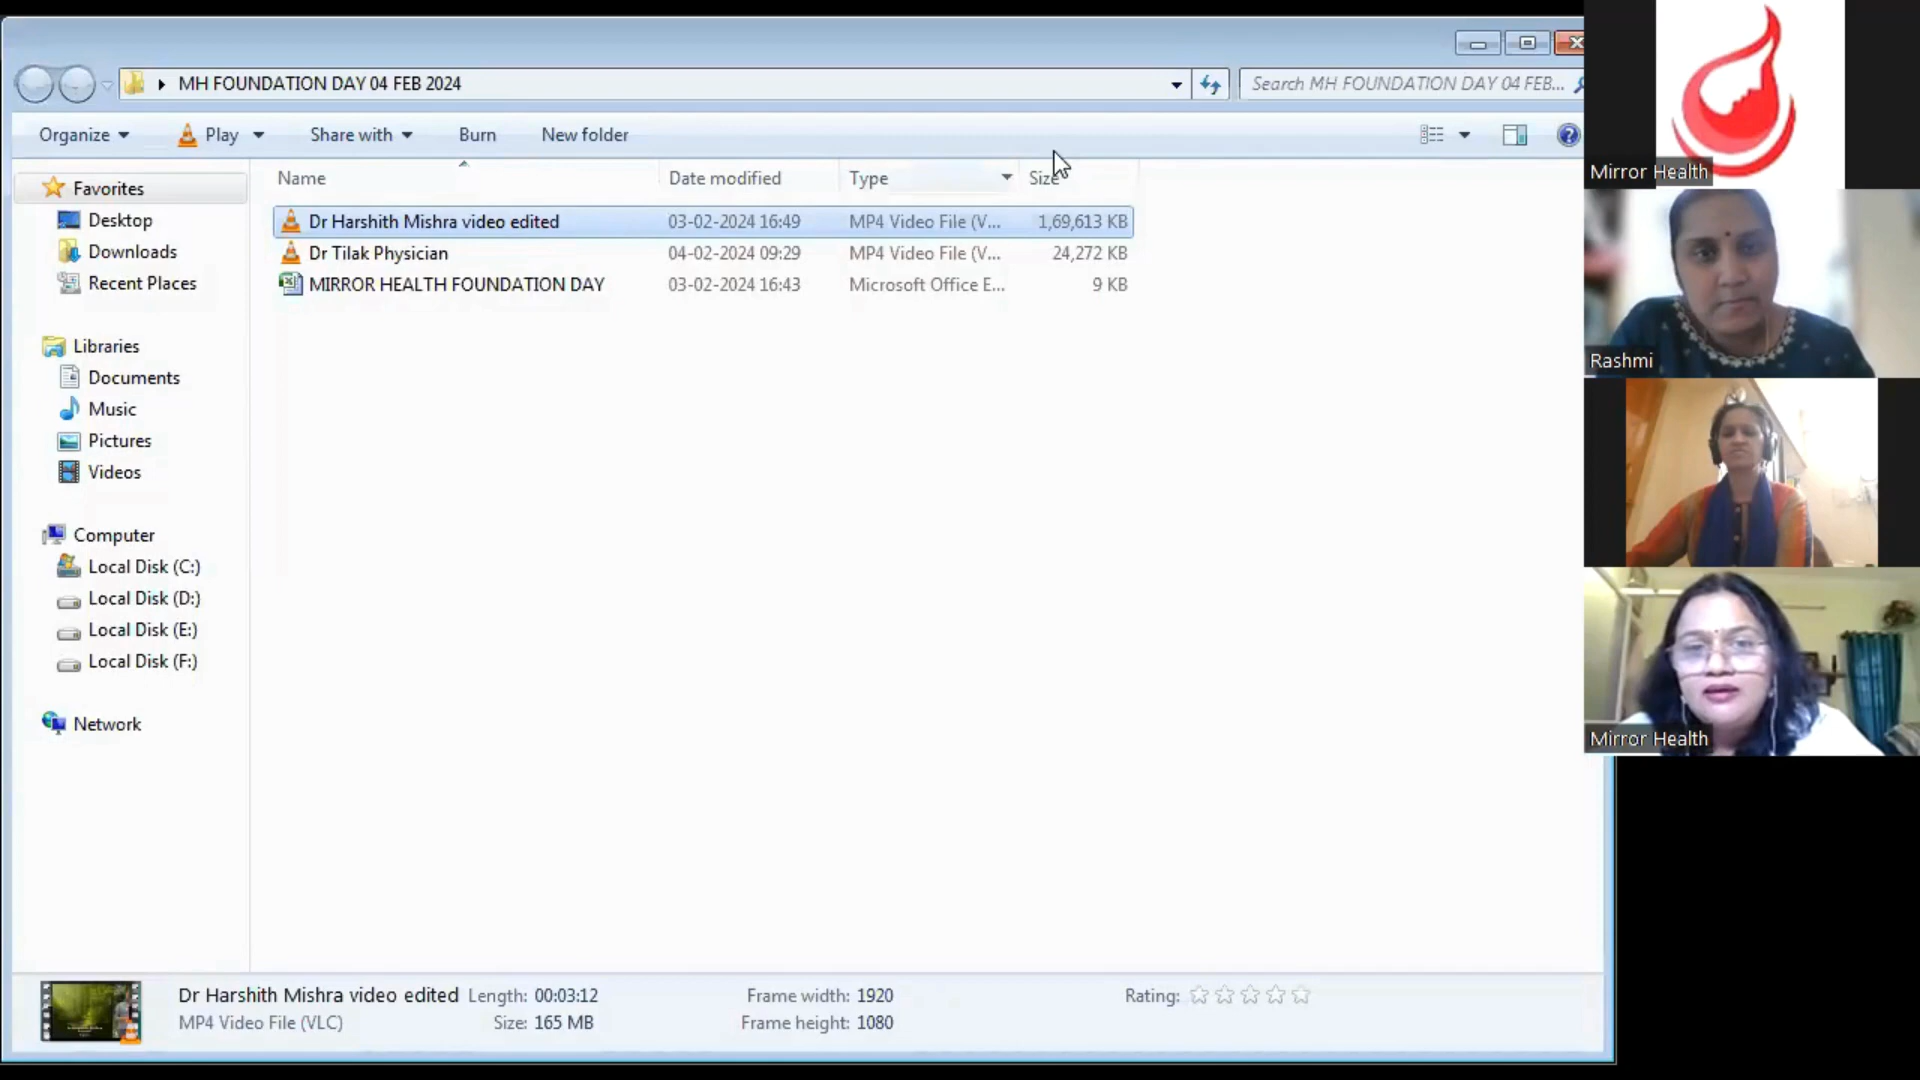 MH FOUNDATION DAY 04 FEB 2024
Search MH FOUNDATION DAY 04 FEB...
Organize Play Share with Burn New folder
Name Date modified Type Size
Favorites
Desktop
Downloads
Recent Places
Libraries
Documents
Music
Pictures
Videos
Computer
Local Disk (C:)
Local Disk (D:)
Local Disk (E:)
Local Disk (F:)
Network
Dr Harshith Mishra video edited 03-02-2024 16:49 MP4 Video File (V... 1,69,613 KB
Dr Tilak Physician 04-02-2024 09:29 MP4 Video File (V... 24,272 KB
MIRROR HEALTH FOUNDATION DAY 03-02-2024 16:43 Microsoft Office E... 9 KB
Dr Harshith Mishra video edited Length: 00:03:12 Frame width: 1920 Rating:
MP4 Video File (VLC) Size: 165 MB Frame height: 1080
Mirror Health
Rashmi
Mirror Health